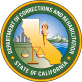 DEPARTMENT OF CORRECTIONS AND REHABILITATION
STATE OF CALIFORNIA